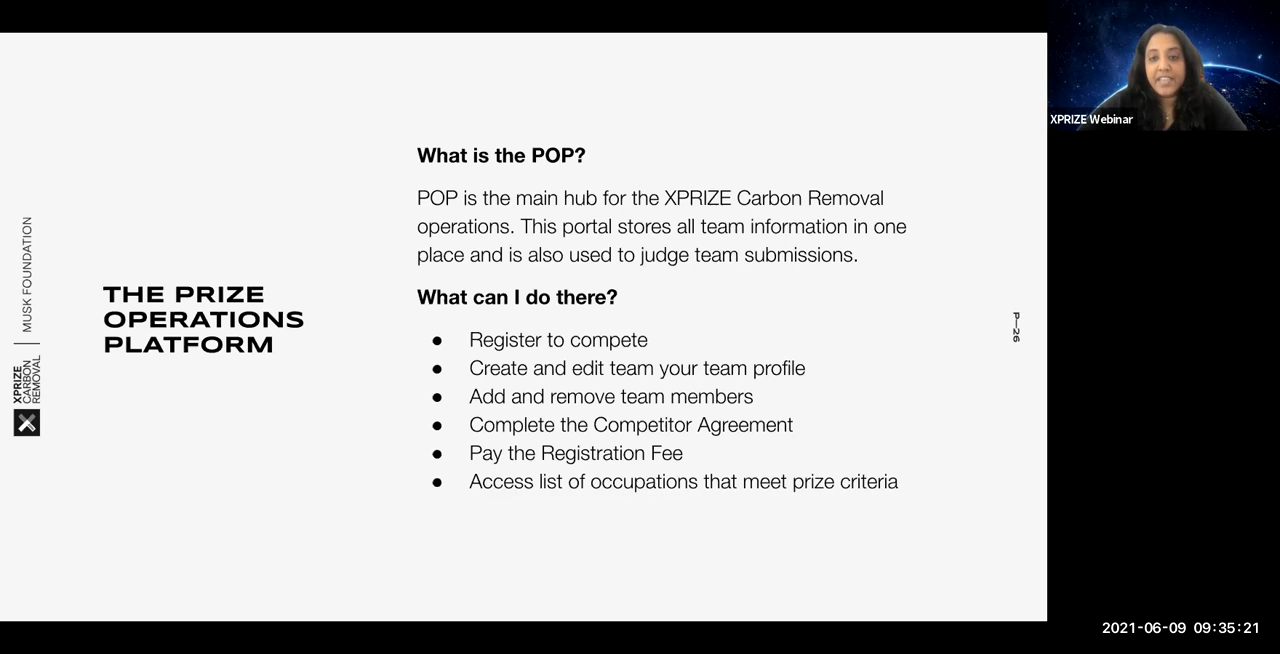 What is the POP?
POP is the main hub for the XPRIZE Carbon Removal
operations. This portal stores all team information in one
place and is also used to judge team submissions.
What can I do there?
● Register to compete
● Create and edit team your team profile
● Add and remove team members
● Complete the Competitor Agreement
● Pay the Registration Fee
● Access list of occupations that meet prize criteria
THE PRIZE
OPERATIONS
PLATFORM
XPRIZE
CARBON
REMOVAL
MUSK FOUNDATION
P—26
XPRIZE Webinar
2021-06-09 09:35:21